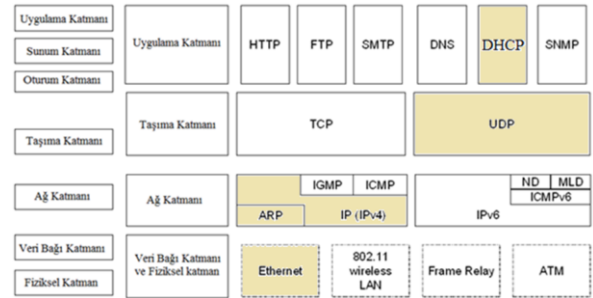 Uygulama Katmanı
Sunum Katmanı
Oturum Katmanı
Uygulama Katmanı
HTTP
FTP
SMTP
DNS
DHCP
SNMP
Taşıma Katmanı
Taşıma Katmanı
TCP
UDP
Ağ Katmanı
Ağ Katmanı
IGMP
ICMP
ARP
IP (IPv4)
ND
MLD
ICMPv6
IPv6
Veri Bağı Katmanı
Fiziksel Katman
Veri Bağı Katmanı
ve Fiziksel katman
Ethernet
802.11
wireless
LAN
Frame Relay
ATM